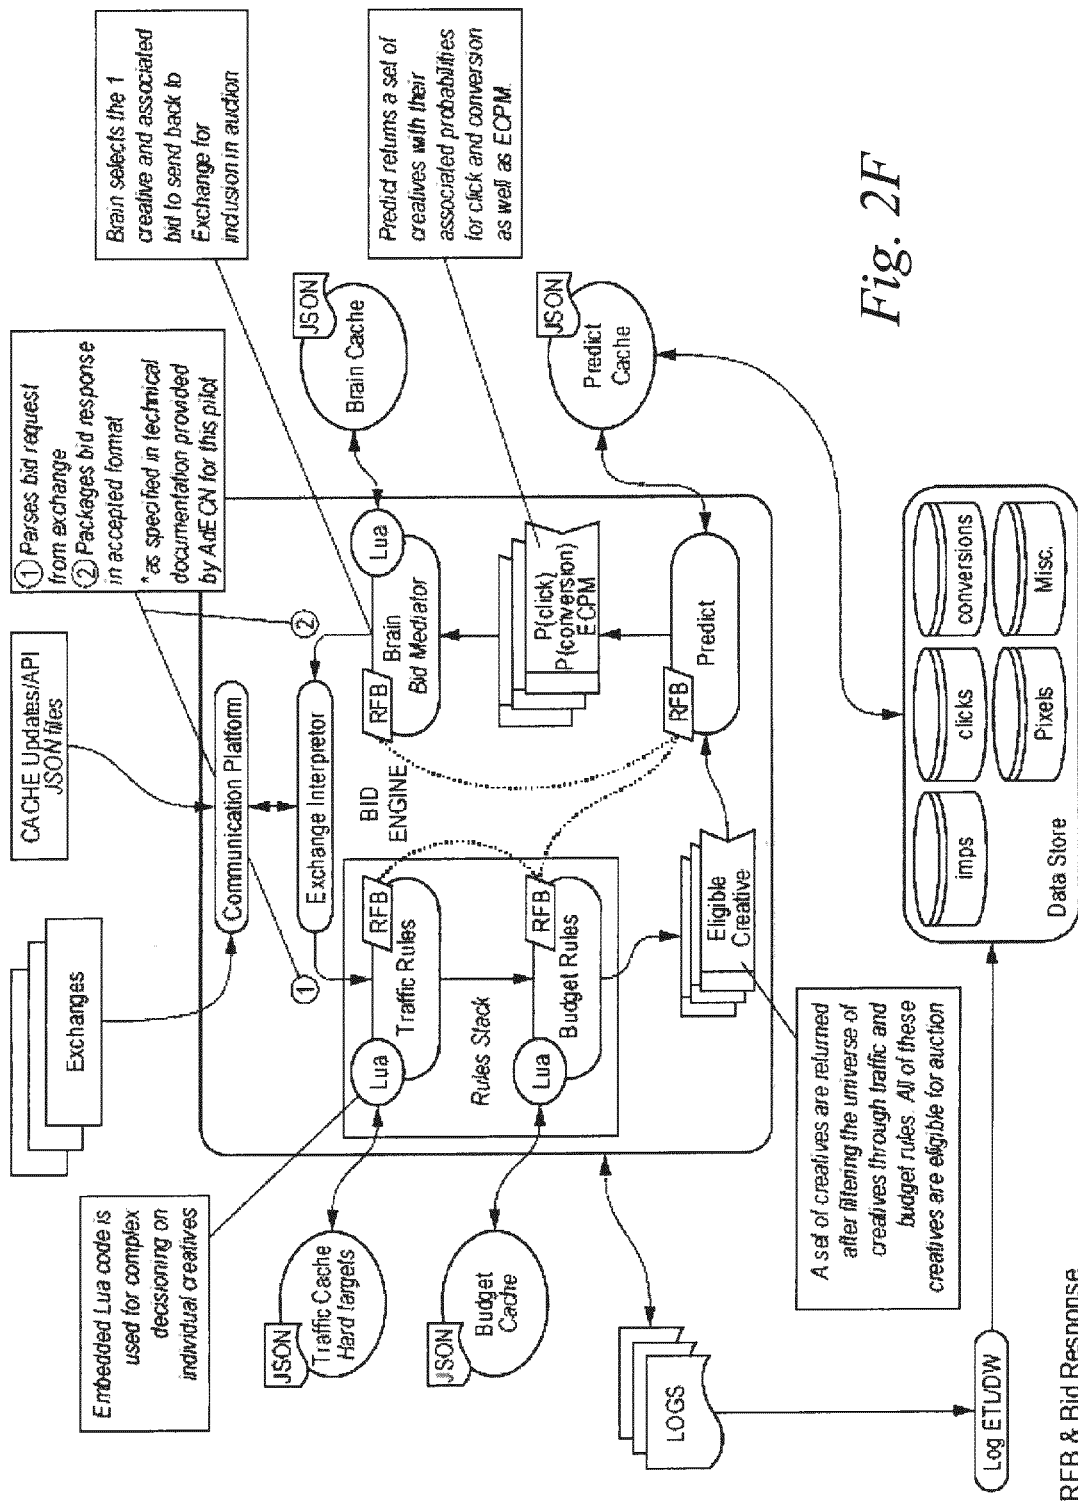 RFB & Bid Response
Exchanges
CACHE Updates/API
JSON files
① Parses bid request
from exchange
② Packages bid response
in accepted format
*as specified in technical
documentation provided
by AdECN for this pilot
Brain selects the 1
creative and associated
bid to send back to
Exchange for
inclusion in auction
Embedded Lua code is
used for complex
decisioning on
individual creatives
Communication Platform
Exchange Interpretor
①
②
BID
ENGINE
JSON
Traffic Cache
Hard targets
Lua
Traffic Rules
RFB
Rules Stack
JSON
Budget
Cache
Lua
Budget Rules
RFB
RFB
Brain
Bid Mediator
Lua
JSON
Brain Cache
P(click)
P(conversion)
ECPM
Predict returns a set of
creatives with their
associated probabilities
for click and conversion
as well as ECPM.
RFB
Predict
JSON
Predict
Cache
Eligible
Creative
A set of creatives are returned
after filtering the universe of
creatives through traffic and
budget rules. All of these
creatives are eligible for auction
LOGS
Log ETL/DW
imps
clicks
conversions
Pixels
Misc.
Data Store
Fig. 2F